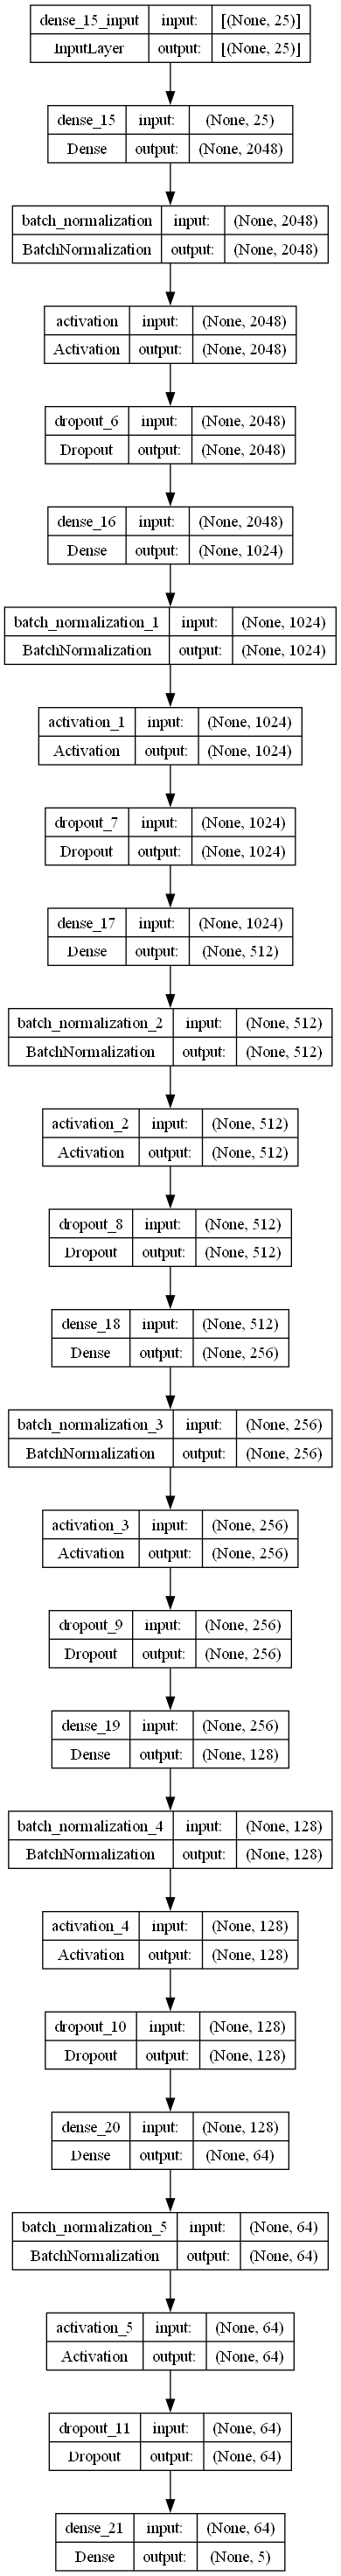 dense_15_input input: [(None, 25)]
InputLayer output: [(None, 25)]
dense_15 input: (None, 25)
Dense output: (None, 2048)
batch_normalization input: (None, 2048)
BatchNormalization output: (None, 2048)
activation input: (None, 2048)
Activation output: (None, 2048)
dropout_6 input: (None, 2048)
Dropout output: (None, 2048)
dense_16 input: (None, 2048)
Dense output: (None, 1024)
batch_normalization_1 input: (None, 1024)
BatchNormalization output: (None, 1024)
activation_1 input: (None, 1024)
Activation output: (None, 1024)
dropout_7 input: (None, 1024)
Dropout output: (None, 1024)
dense_17 input: (None, 1024)
Dense output: (None, 512)
batch_normalization_2 input: (None, 512)
BatchNormalization output: (None, 512)
activation_2 input: (None, 512)
Activation output: (None, 512)
dropout_8 input: (None, 512)
Dropout output: (None, 512)
dense_18 input: (None, 512)
Dense output: (None, 256)
batch_normalization_3 input: (None, 256)
BatchNormalization output: (None, 256)
activation_3 input: (None, 256)
Activation output: (None, 256)
dropout_9 input: (None, 256)
Dropout output: (None, 256)
dense_19 input: (None, 256)
Dense output: (None, 128)
batch_normalization_4 input: (None, 128)
BatchNormalization output: (None, 128)
activation_4 input: (None, 128)
Activation output: (None, 128)
dropout_10 input: (None, 128)
Dropout output: (None, 128)
dense_20 input: (None, 128)
Dense output: (None, 64)
batch_normalization_5 input: (None, 64)
BatchNormalization output: (None, 64)
activation_5 input: (None, 64)
Activation output: (None, 64)
dropout_11 input: (None, 64)
Dropout output: (None, 64)
dense_21 input: (None, 64)
Dense output: (None, 5)